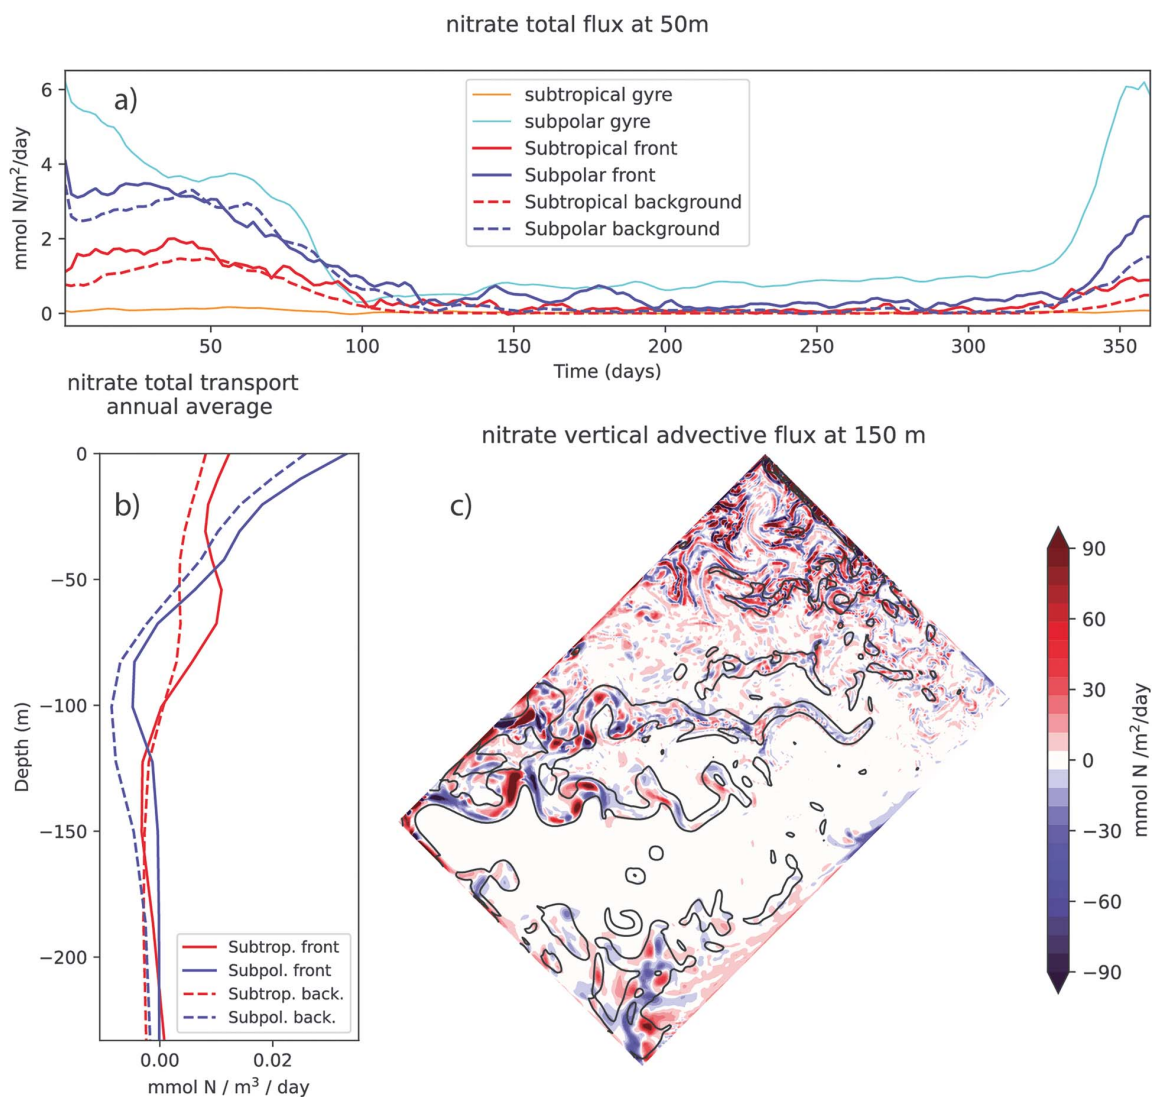 nitrate total flux at 50m
a)
6
4
2
0
mmol N/m²/day
subtropical gyre
subpolar gyre
Subtropical front
Subpolar front
Subtropical background
Subpolar background
50
100
150
200
250
300
350
Time (days)
nitrate total transport
annual average
b)
0
−50
−100
−150
−200
Depth (m)
Subtrop. front
Subpol. front
Subtrop. back.
Subpol. back.
0.00
0.02
mmol N / m³ / day
nitrate vertical advective flux at 150 m
c)
90
60
30
0
−30
−60
−90
mmol N /m²/day